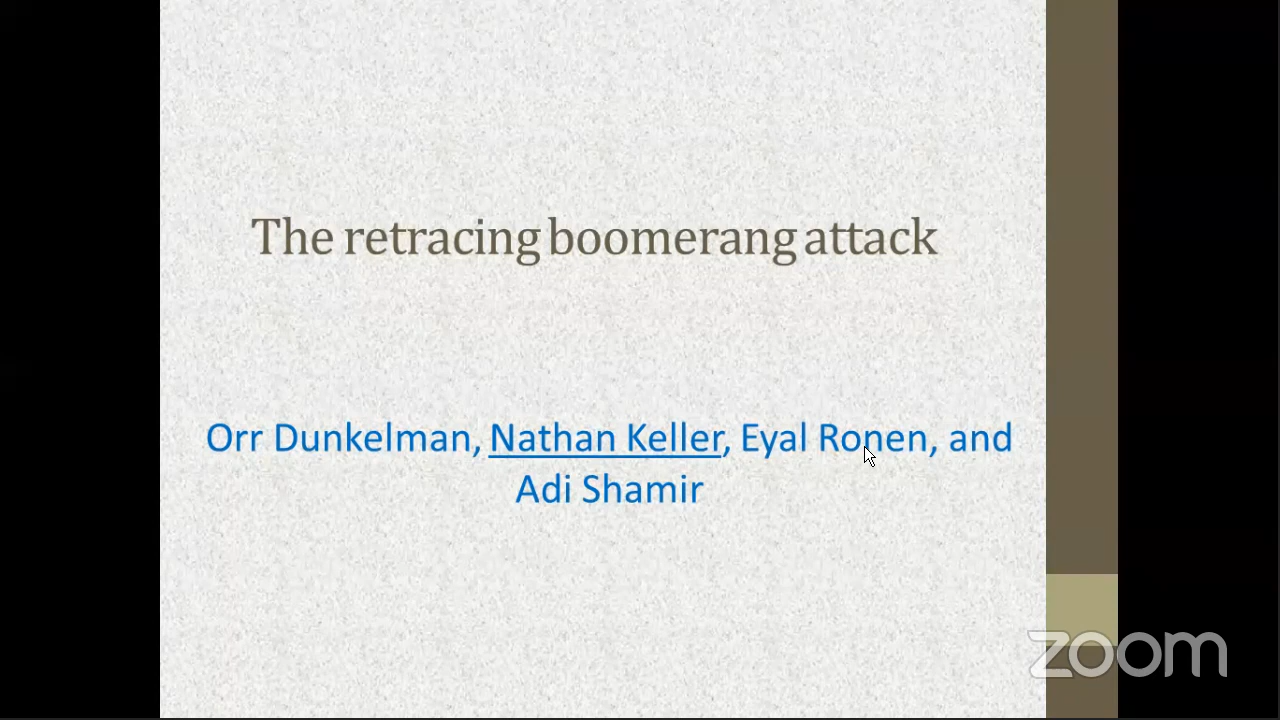 The retracing boomerang attack
Orr Dunkelman, Nathan Keller, Eyal Ronen, and
Adi Shamir
zoom